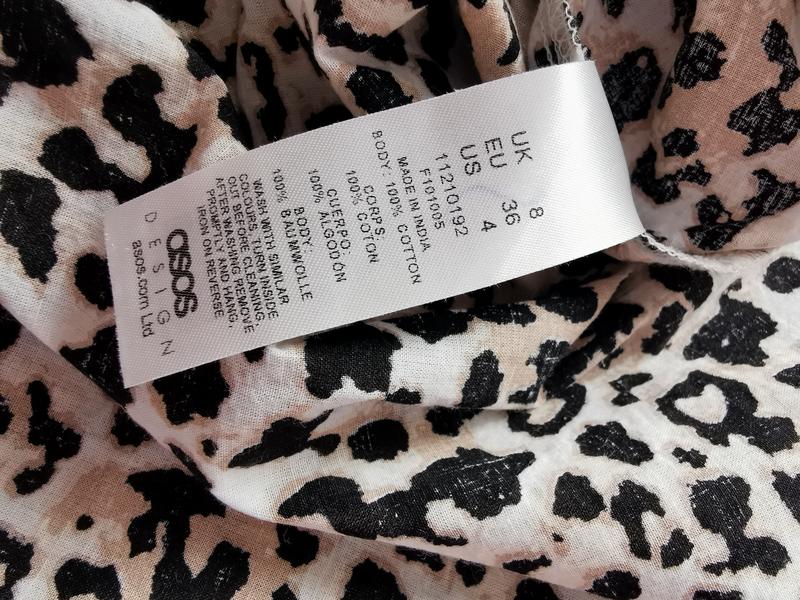 UK 8
EU 36
US 4
11210192
F101005
MADE IN INDIA
BODY: 100% COTTON
CORPS:
100% COTON
CUERPO:
100% ALGODÓN
BODY:
100% BAUMWOLLE
WASH WITH SIMILAR
COLOURS. TURN INSIDE
OUT BEFORE CLEANING.
AFTER WASHING REMOVE
PROMPTLY AND HANG,
IRON ON REVERSE.
asos
DESIGN
asos.com Ltd